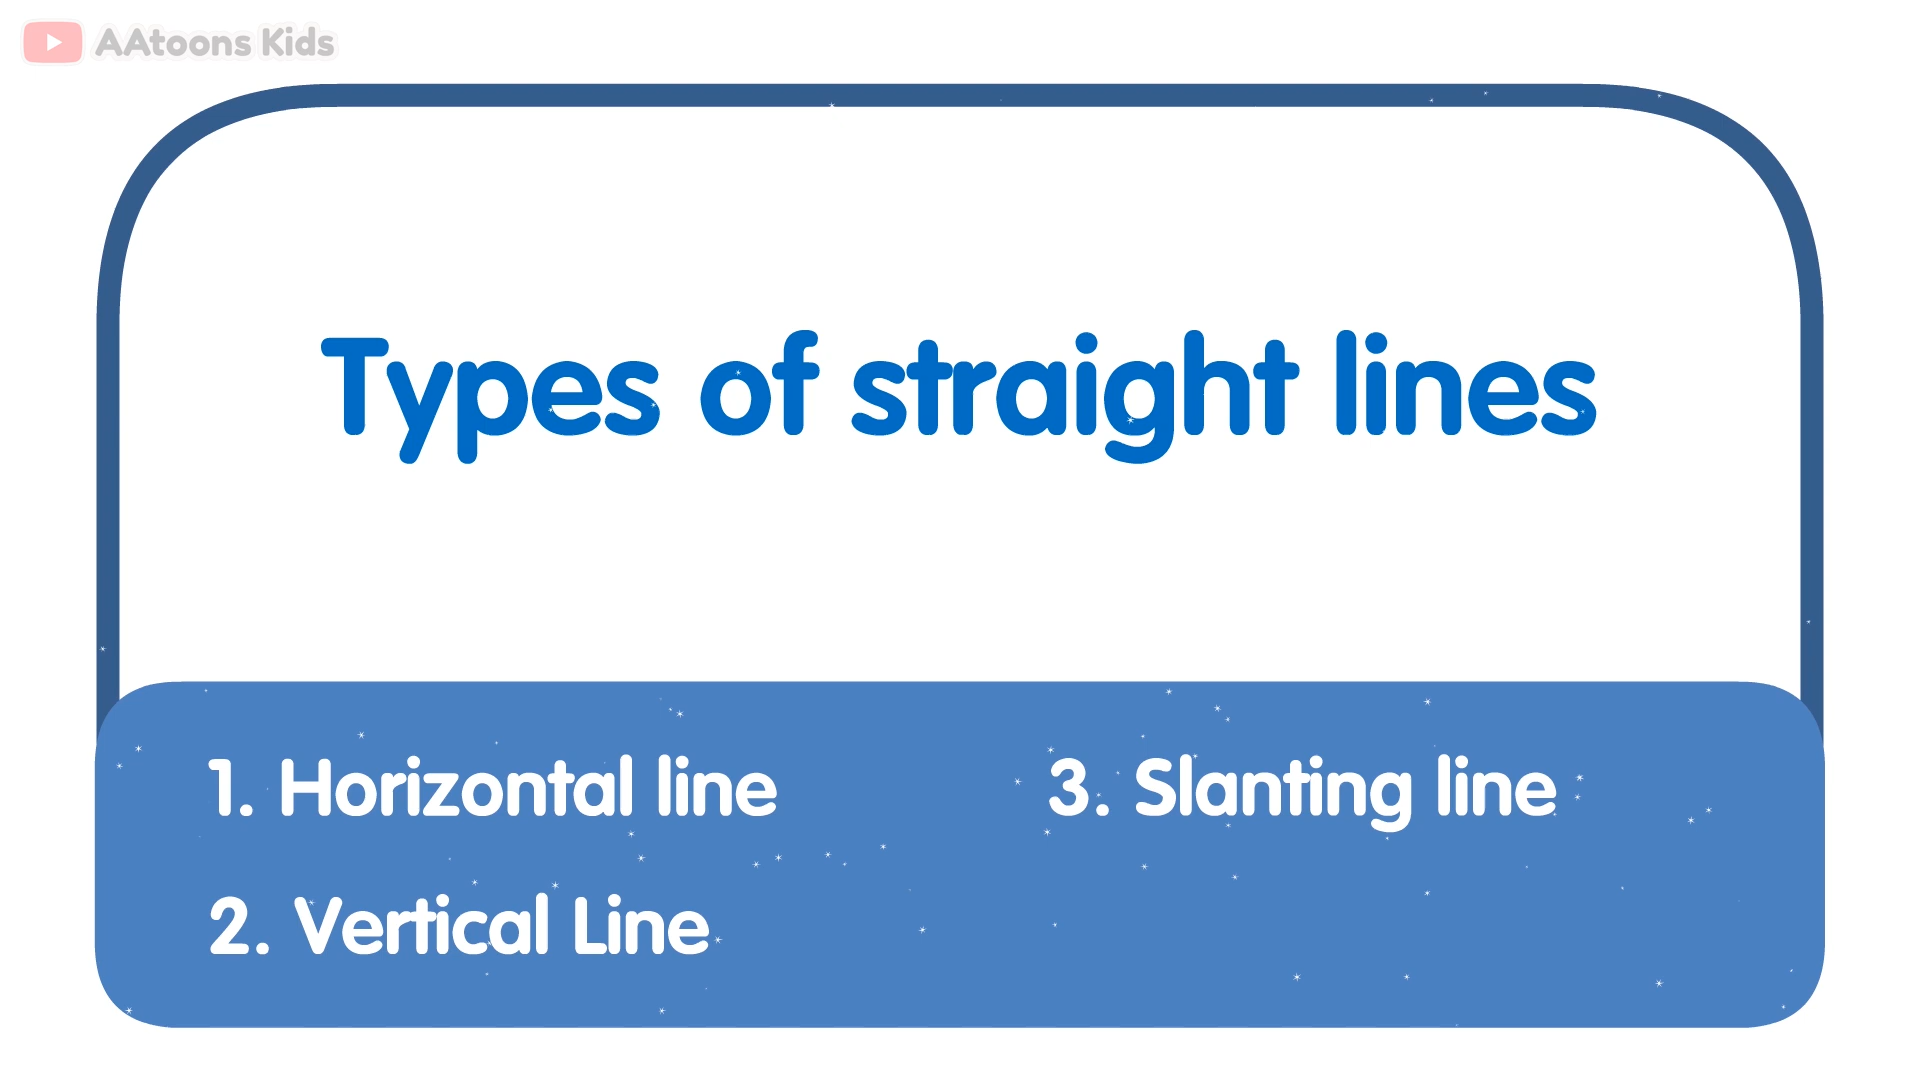 AAtoons Kids
Types of straight lines
1. Horizontal line
2. Vertical Line
3. Slanting line